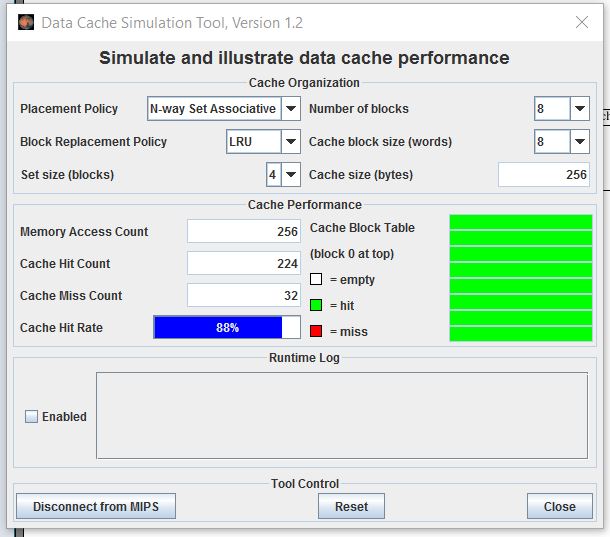 Data Cache Simulation Tool, Version 1.2
Simulate and illustrate data cache performance
Cache Organization
Placement Policy N-way Set Associative Number of blocks 8
Block Replacement Policy LRU Cache block size (words) 8
Set size (blocks) 4 Cache size (bytes) 256
Cache Performance
Memory Access Count 256 Cache Block Table
(block 0 at top)
Cache Hit Count 224
= empty
Cache Miss Count 32
= hit
Cache Hit Rate 88%
= miss
Runtime Log
Enabled
Tool Control
Disconnect from MIPS Reset Close